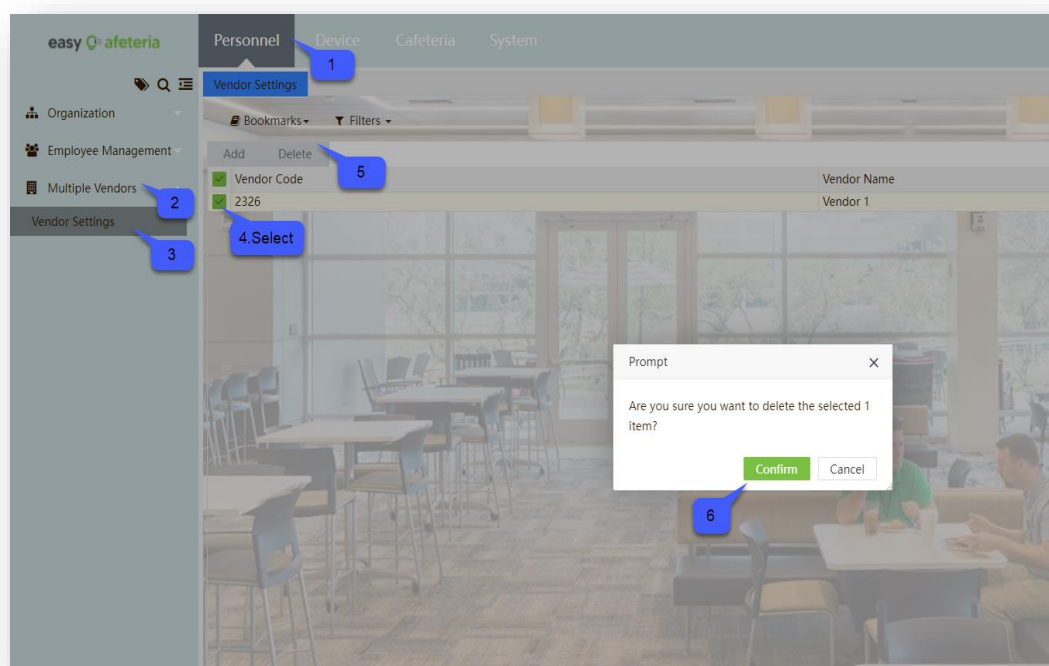 easy Cafeteria
Personnel Device Cafeteria System
1
Vendor Settings
Organization
Bookmarks Filters
Employee Management
Add Delete
5
Vendor Code Vendor Name
Multiple Vendors
2
2326 Vendor 1
Vendor Settings
4.Select
3
Prompt
Are you sure you want to delete the selected 1
item?
Confirm Cancel
6